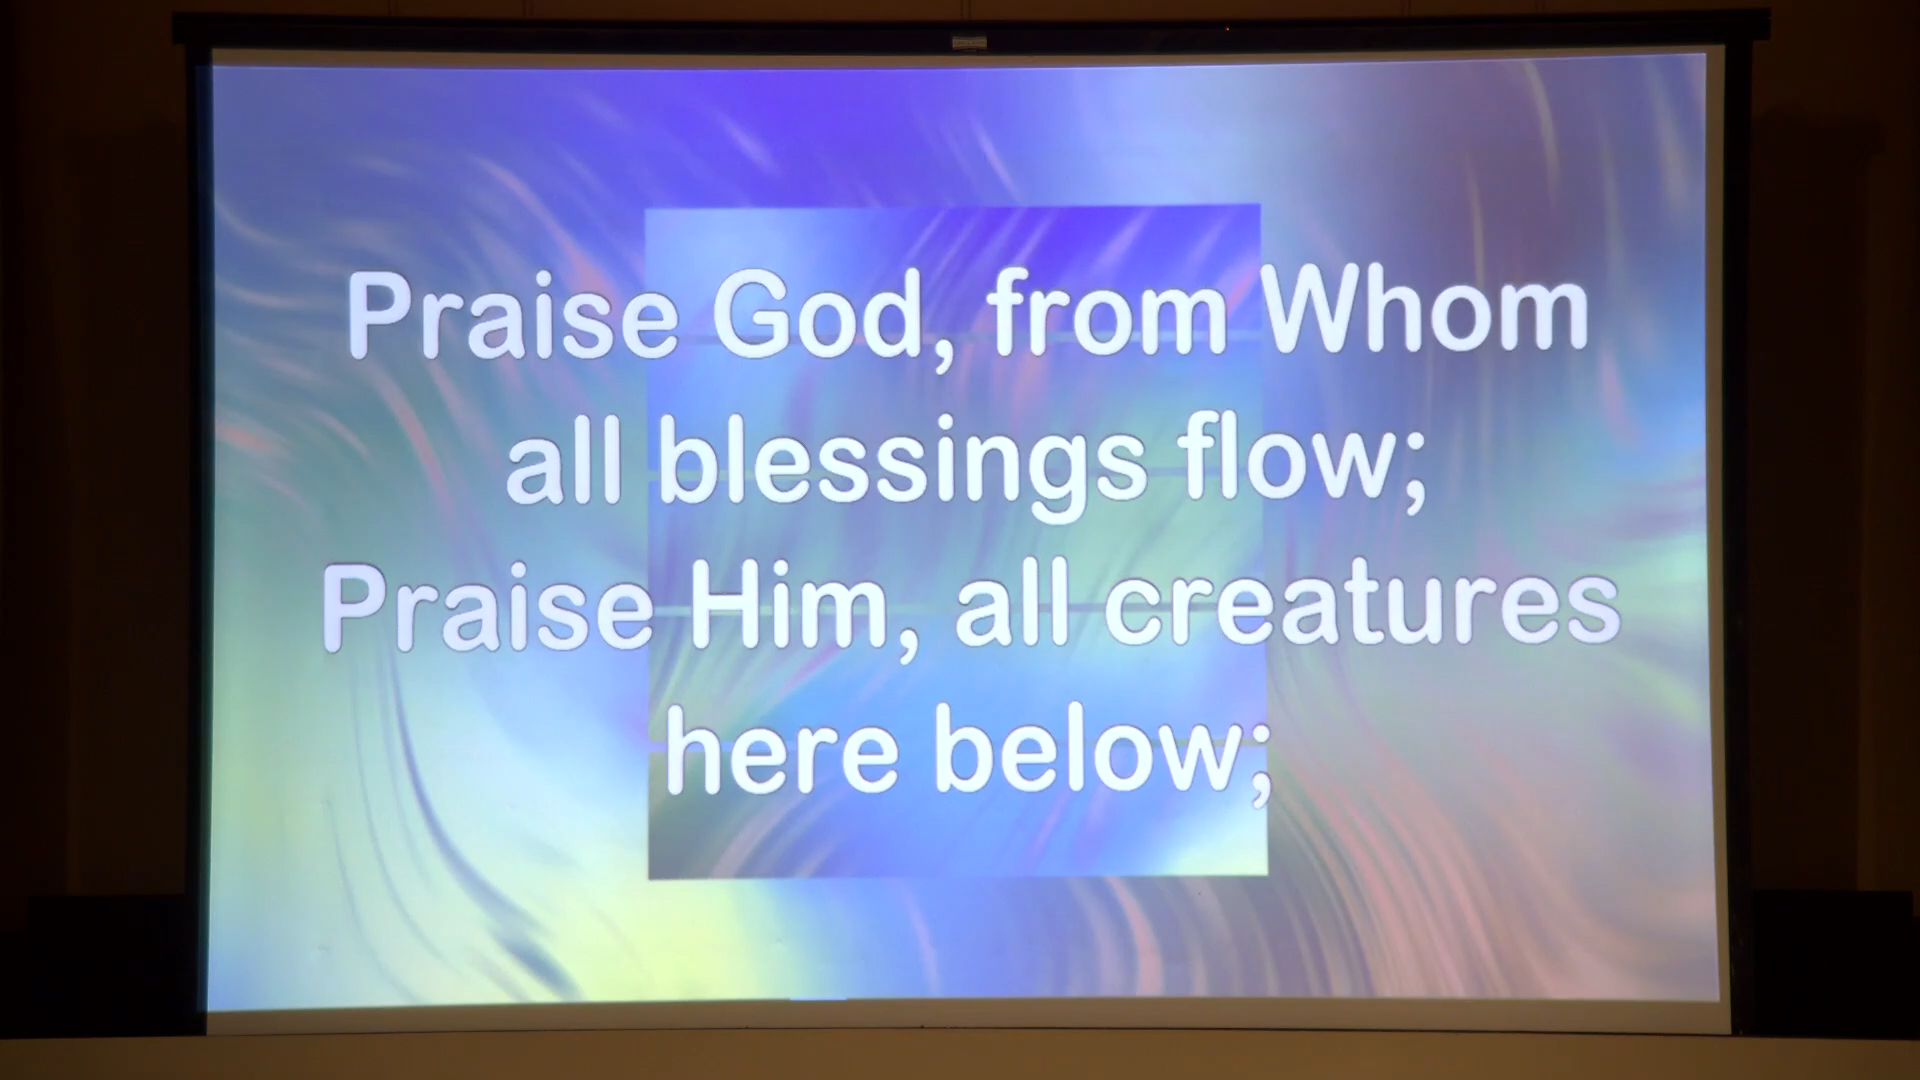 Praise God, from Whom
all blessings flow;
Praise Him, all creatures
here below;